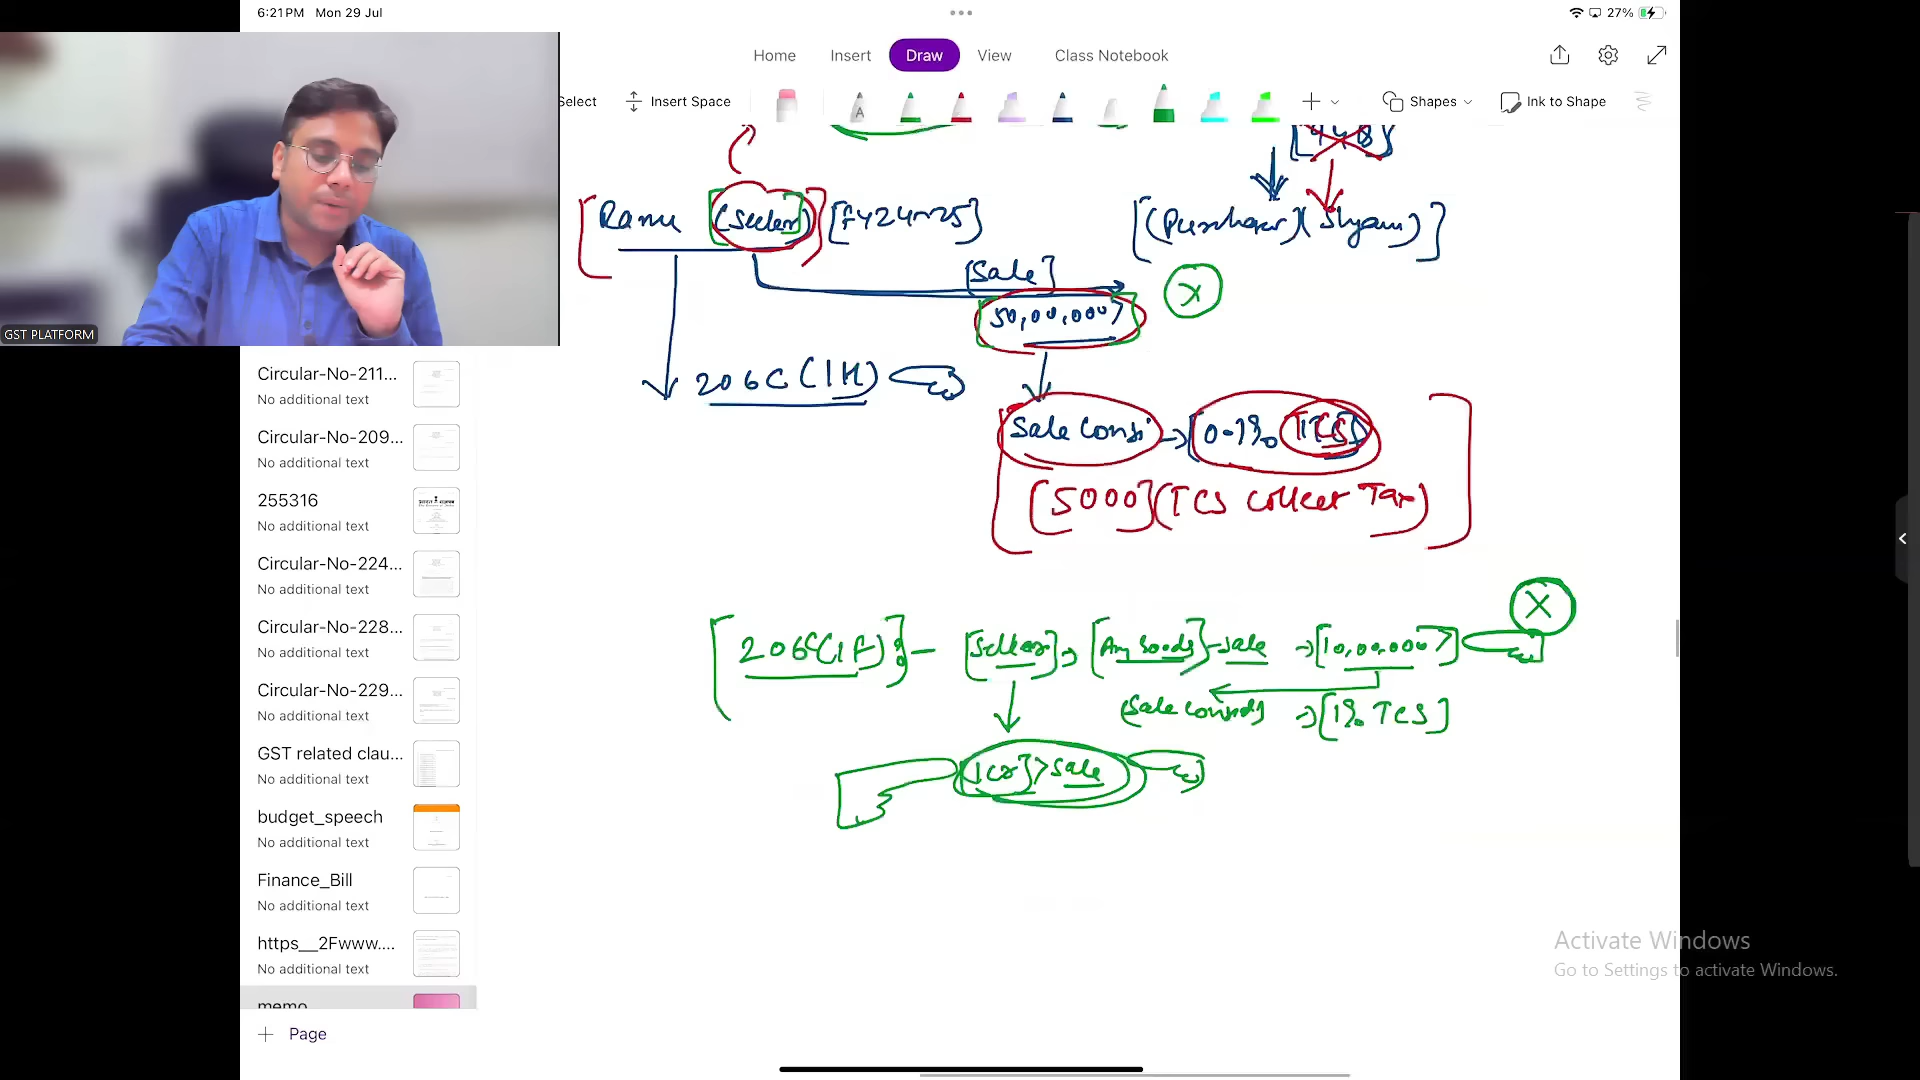 6:21 PM Mon 29 Jul
27%
Home Insert Draw View Class Notebook
Select Insert Space Shapes Ink to Shape
GST PLATFORM
Circular-No-211...
No additional text
Circular-No-209...
No additional text
255316
No additional text
Circular-No-224...
No additional text
Circular-No-228...
No additional text
Circular-No-229...
No additional text
GST related clau...
No additional text
budget_speech
No additional text
Finance_Bill
No additional text
https__2Fwww....
No additional text
memo
+ Page
[Ramu (Seller)] [FY 24-25] [(Purchaser)(Shyam)]
[Sale]
50,00,000 X
206C(1H)
Sale Consi → [0.1% TCS]
[5000] (TCS collect Tax)
X
[206C(1F)]:- [Seller] → [Any Goods] - Sale → [10,00,000]
→ [1% TCS]
[1cr] > Sale
Activate Windows
Go to Settings to activate Windows.